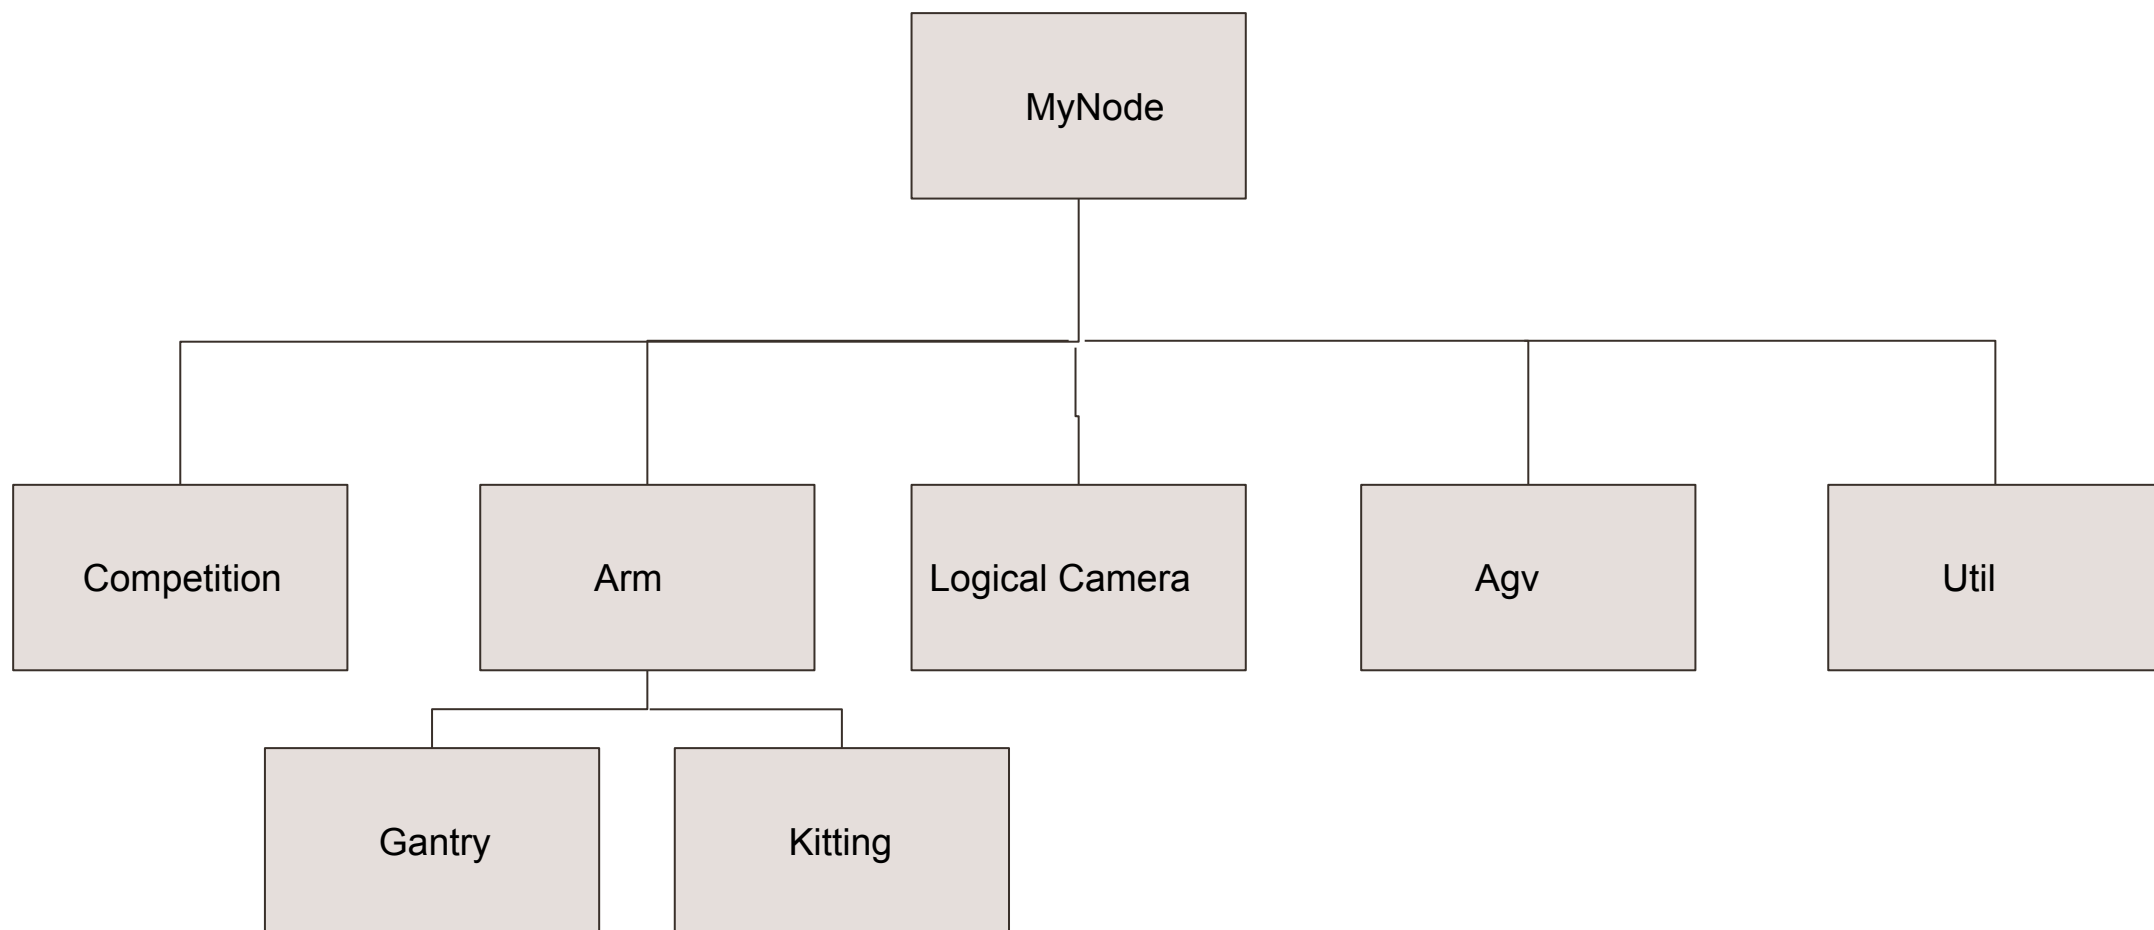 MyNode
Competition
Arm
Logical Camera
Agv
Util
Gantry
Kitting